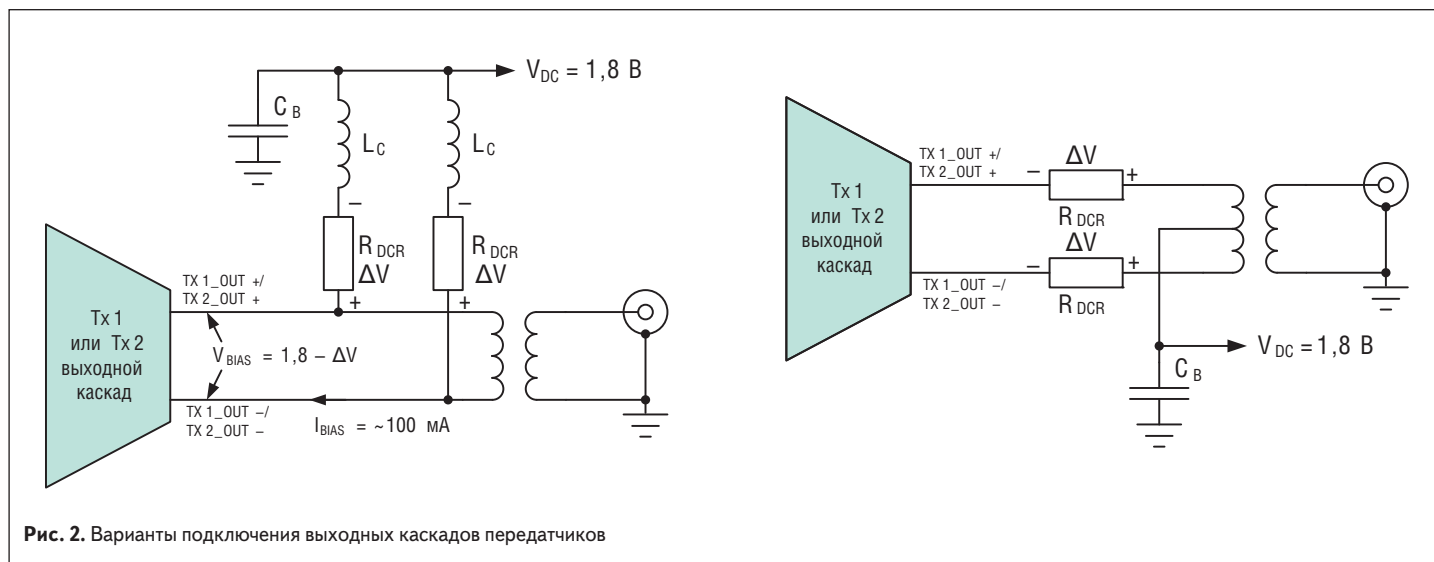 V DC = 1,8 В
C B
L C
L C
–
–
R DCR
ΔV
R DCR
ΔV
+
+
TX 1_OUT +/
TX 2_OUT +
Tx 1
или Tx 2
выходной
каскад
V BIAS = 1,8 – ΔV
TX 1_OUT –/
TX 2_OUT –
I BIAS = ~100 мА
Tx 1
или Tx 2
выходной
каскад
TX 1_OUT +/
TX 2_OUT +
ΔV
–
+
R DCR
ΔV
–
+
R DCR
TX 1_OUT –/
TX 2_OUT –
V DC = 1,8 В
C B
Рис. 2. Варианты подключения выходных каскадов передатчиков